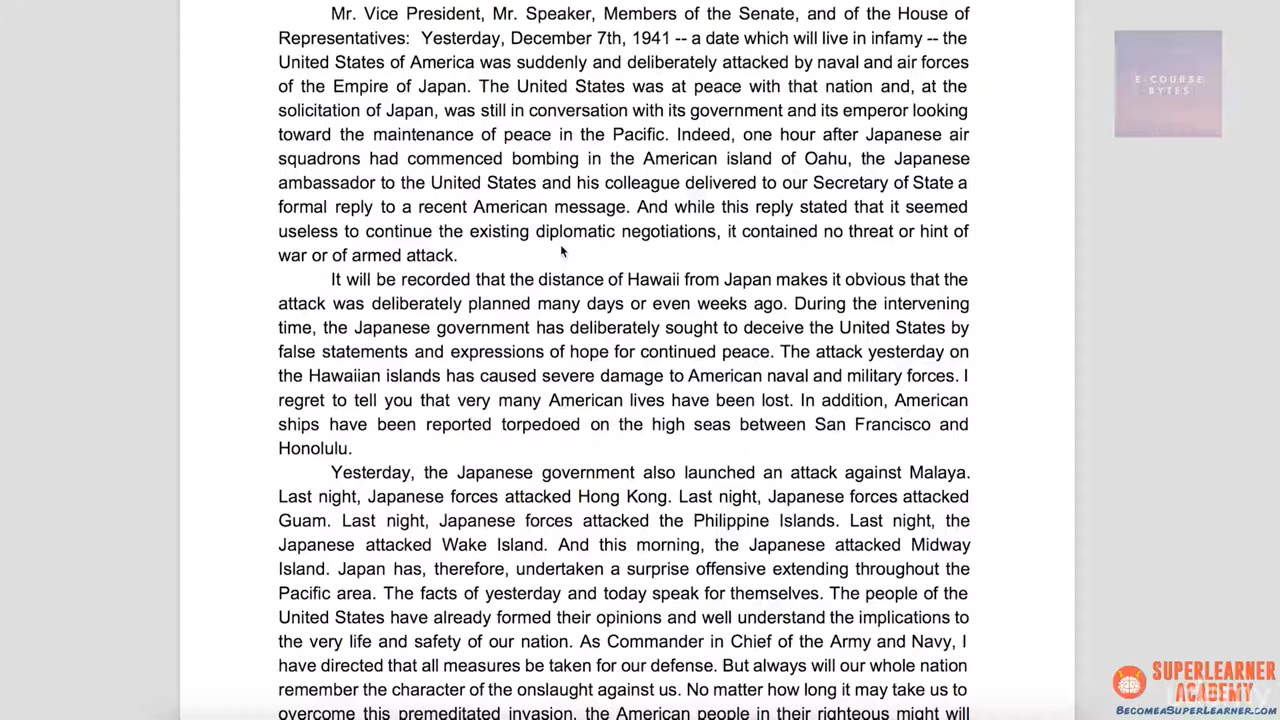 Mr. Vice President, Mr. Speaker, Members of the Senate, and of the House of
Representatives: Yesterday, December 7th, 1941 -- a date which will live in infamy -- the
United States of America was suddenly and deliberately attacked by naval and air forces
of the Empire of Japan. The United States was at peace with that nation and, at the
solicitation of Japan, was still in conversation with its government and its emperor looking
toward the maintenance of peace in the Pacific. Indeed, one hour after Japanese air
squadrons had commenced bombing in the American island of Oahu, the Japanese
ambassador to the United States and his colleague delivered to our Secretary of State a
formal reply to a recent American message. And while this reply stated that it seemed
useless to continue the existing diplomatic negotiations, it contained no threat or hint of
war or of armed attack.
It will be recorded that the distance of Hawaii from Japan makes it obvious that the
attack was deliberately planned many days or even weeks ago. During the intervening
time, the Japanese government has deliberately sought to deceive the United States by
false statements and expressions of hope for continued peace. The attack yesterday on
the Hawaiian islands has caused severe damage to American naval and military forces. I
regret to tell you that very many American lives have been lost. In addition, American
ships have been reported torpedoed on the high seas between San Francisco and
Honolulu.
Yesterday, the Japanese government also launched an attack against Malaya.
Last night, Japanese forces attacked Hong Kong. Last night, Japanese forces attacked
Guam. Last night, Japanese forces attacked the Philippine Islands. Last night, the
Japanese attacked Wake Island. And this morning, the Japanese attacked Midway
Island. Japan has, therefore, undertaken a surprise offensive extending throughout the
Pacific area. The facts of yesterday and today speak for themselves. The people of the
United States have already formed their opinions and well understand the implications to
the very life and safety of our nation. As Commander in Chief of the Army and Navy, I
have directed that all measures be taken for our defense. But always will our whole nation
remember the character of the onslaught against us. No matter how long it may take us to
overcome this premeditated invasion, the American people in their righteous might will
E-COURSE
BYTES
SUPERLEARNER
ACADEMY
BECOMEASUPERLEARNER.COM